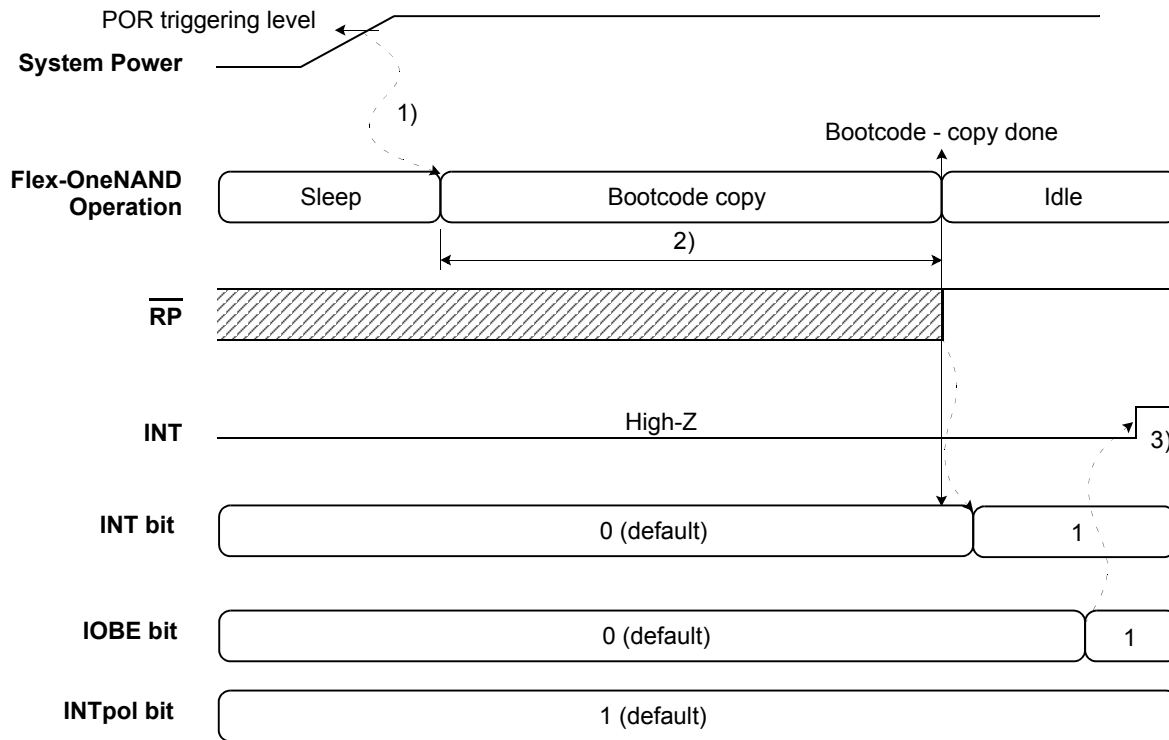 POR triggering level
System Power
1)
Bootcode - copy done
Flex-OneNAND
Operation
Sleep
Bootcode copy
Idle
2)
RP
High-Z
INT
3)
INT bit
0 (default)
1
IOBE bit
0 (default)
1
INTpol bit
1 (default)